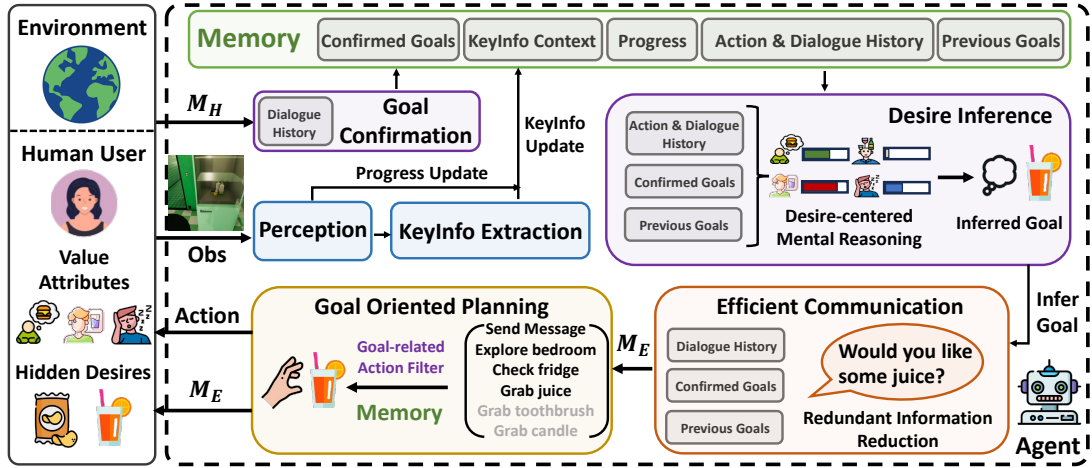 Environment
Human User
Value
Attributes
Hidden Desires
M_H
Obs
Action
M_E
Memory
Confirmed Goals
KeyInfo Context
Progress
Action & Dialogue History
Previous Goals
Dialogue
History
Goal
Confirmation
KeyInfo
Update
Progress Update
Perception
KeyInfo Extraction
Desire Inference
Action & Dialogue
History
Confirmed Goals
Previous Goals
Desire-centered
Mental Reasoning
Inferred Goal
Infer
Goal
Agent
Efficient Communication
Dialogue History
Confirmed Goals
Previous Goals
Would you like
some juice?
Redundant Information
Reduction
M_E
Goal Oriented Planning
Goal-related
Action Filter
Memory
Send Message
Explore bedroom
Check fridge
Grab juice
Grab toothbrush
Grab candle